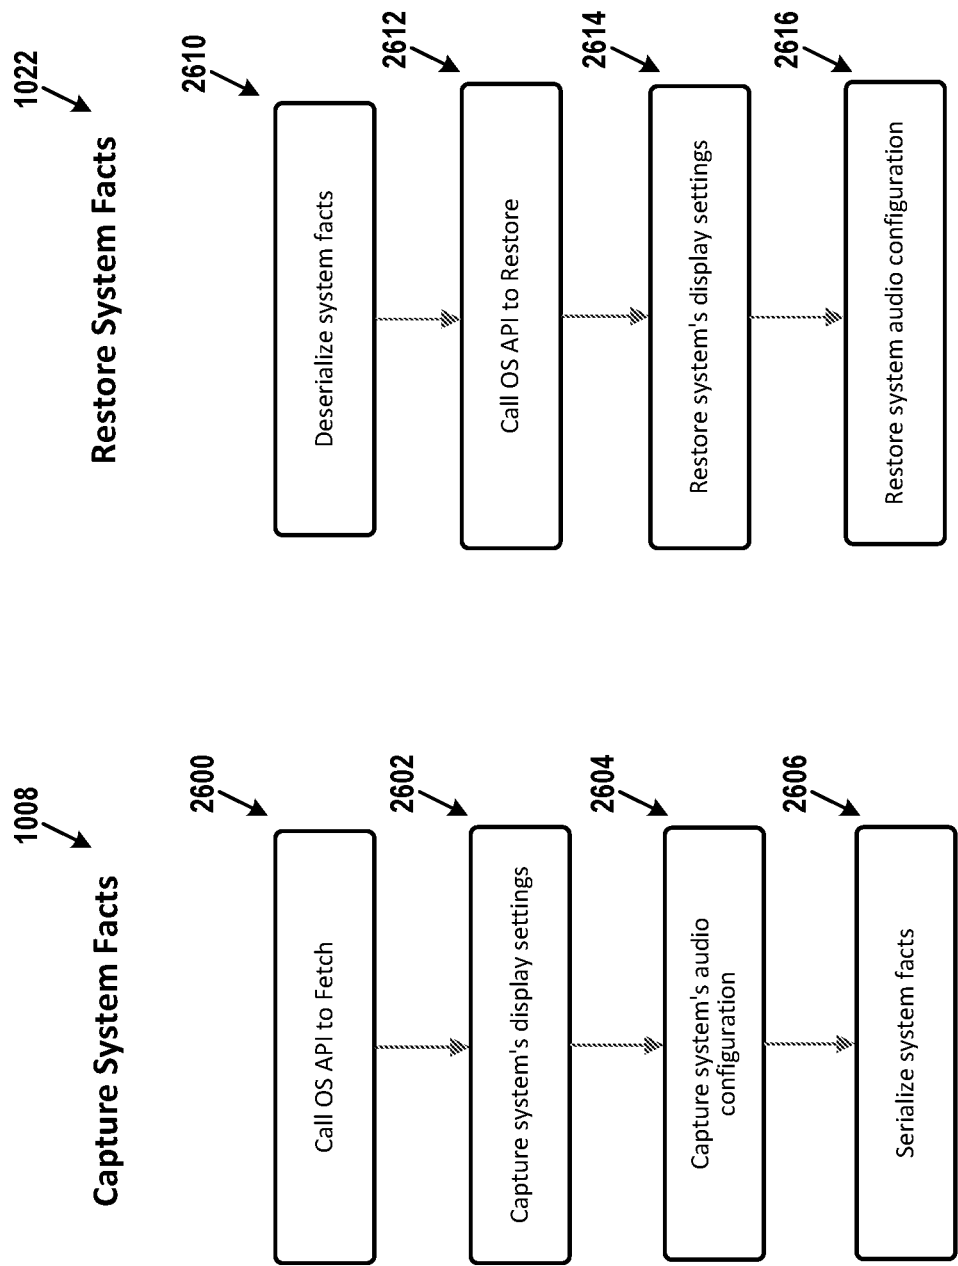 1008
Capture System Facts
2600
Call OS API to Fetch
2602
Capture system's display settings
2604
Capture system's audio
configuration
2606
Serialize system facts
1022
Restore System Facts
2610
Deserialize system facts
2612
Call OS API to Restore
2614
Restore system's display settings
2616
Restore system audio configuration